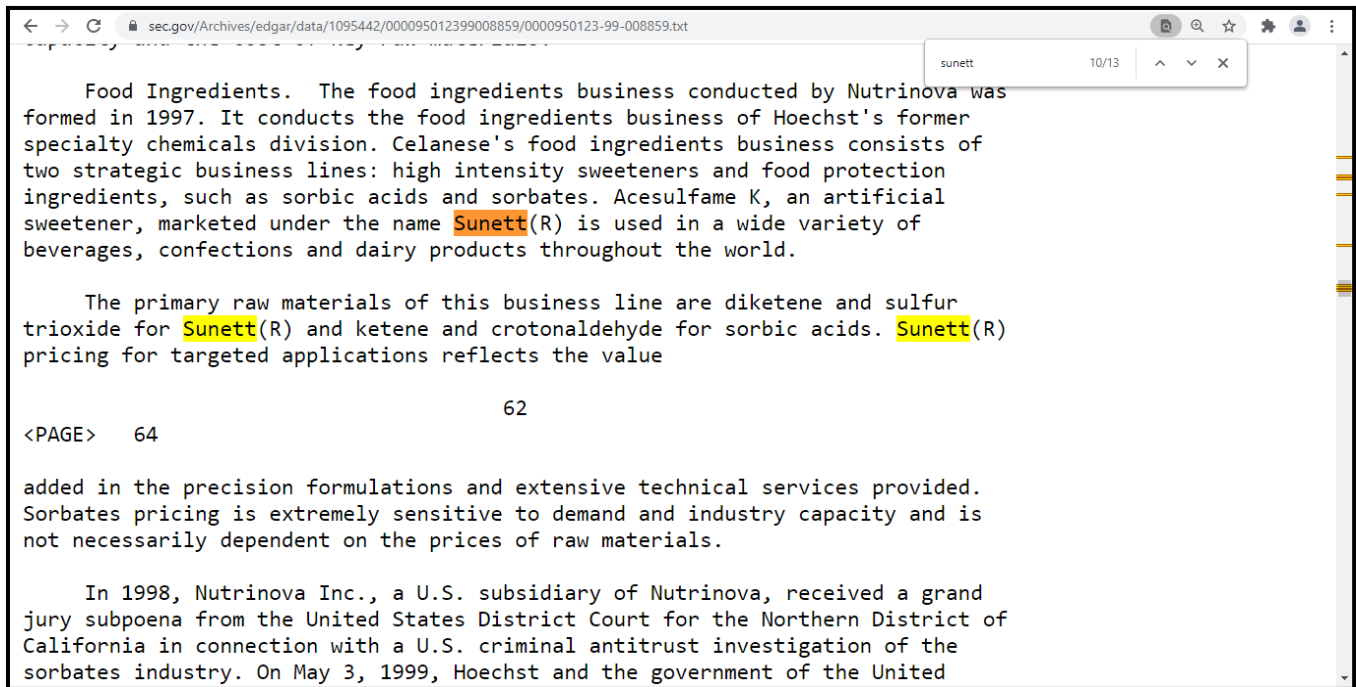 sec.gov/Archives/edgar/data/1095442/000095012399008859/0000950123-99-008859.txt
sunett 10/13
capacity and the cost of key raw materials.
Food Ingredients. The food ingredients business conducted by Nutrinova was
formed in 1997. It conducts the food ingredients business of Hoechst's former
specialty chemicals division. Celanese's food ingredients business consists of
two strategic business lines: high intensity sweeteners and food protection
ingredients, such as sorbic acids and sorbates. Acesulfame K, an artificial
sweetener, marketed under the name Sunett(R) is used in a wide variety of
beverages, confections and dairy products throughout the world.
The primary raw materials of this business line are diketene and sulfur
trioxide for Sunett(R) and ketene and crotonaldehyde for sorbic acids. Sunett(R)
pricing for targeted applications reflects the value
62
<PAGE> 64
added in the precision formulations and extensive technical services provided.
Sorbates pricing is extremely sensitive to demand and industry capacity and is
not necessarily dependent on the prices of raw materials.
In 1998, Nutrinova Inc., a U.S. subsidiary of Nutrinova, received a grand
jury subpoena from the United States District Court for the Northern District of
California in connection with a U.S. criminal antitrust investigation of the
sorbates industry. On May 3, 1999, Hoechst and the government of the United